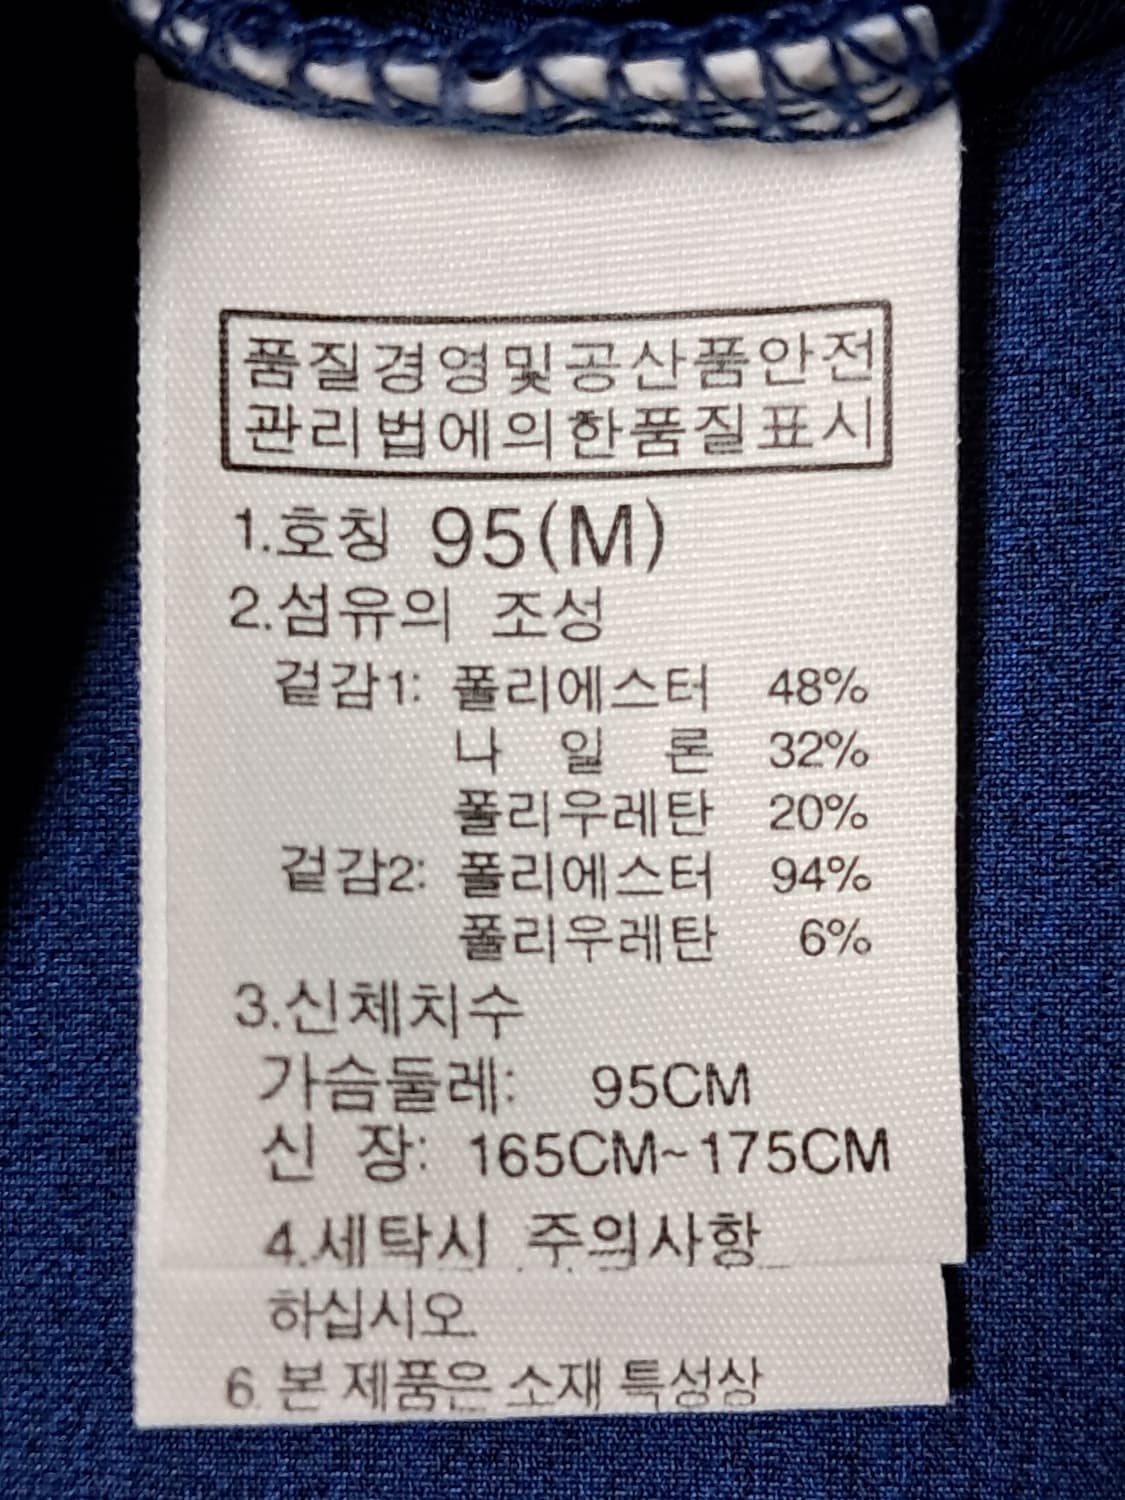 품질경영및공산품안전
관리법에의한품질표시
1.호칭 95(M)
2.섬유의 조성
겉감1: 폴리에스터 48%
나 일 론 32%
폴리우레탄 20%
겉감2: 폴리에스터 94%
폴리우레탄 6%
3.신체치수
가슴둘레: 95CM
신 장: 165CM~175CM
4.세탁시 주의사항
하십시오.
6. 본 제품은 소재 특성상